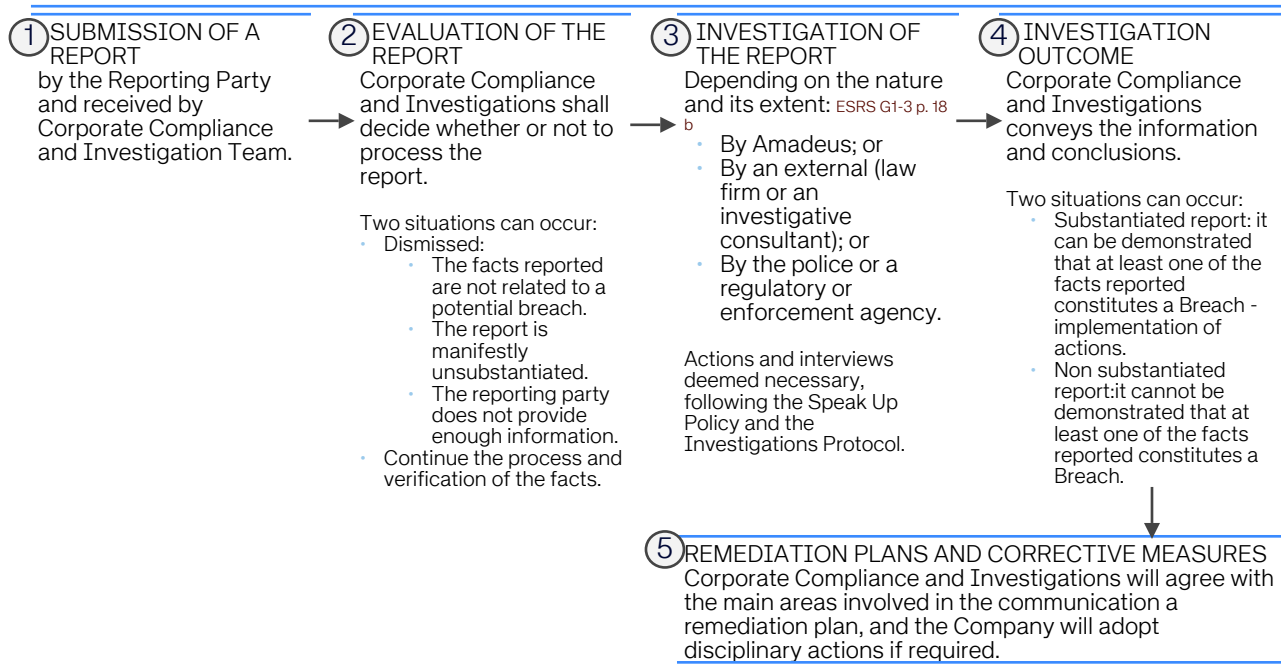 1
SUBMISSION OF A
REPORT
by the Reporting Party
and received by
Corporate Compliance
and Investigation Team.
2
EVALUATION OF THE
REPORT
Corporate Compliance
and Investigations shall
decide whether or not to
process the
report.
Two situations can occur:
• Dismissed:
• The facts reported
are not related to a
potential breach.
• The report is
manifestly
unsubstantiated.
• The reporting party
does not provide
enough information.
• Continue the process and
verification of the facts.
3
INVESTIGATION OF
THE REPORT
Depending on the nature
and its extent: ESRS G1-3 p. 18
b
• By Amadeus; or
• By an external (law
firm or an
investigative
consultant); or
• By the police or a
regulatory or
enforcement agency.
Actions and interviews
deemed necessary,
following the Speak Up
Policy and the
Investigations Protocol.
4
INVESTIGATION
OUTCOME
Corporate Compliance
and Investigations
conveys the information
and conclusions.
Two situations can occur:
• Substantiated report: it
can be demonstrated
that at least one of the
facts reported
constitutes a Breach -
implementation of
actions.
• Non substantiated
report:it cannot be
demonstrated that at
least one of the facts
reported constitutes a
Breach.
5
REMEDIATION PLANS AND CORRECTIVE MEASURES
Corporate Compliance and Investigations will agree with
the main areas involved in the communication a
remediation plan, and the Company will adopt
disciplinary actions if required.